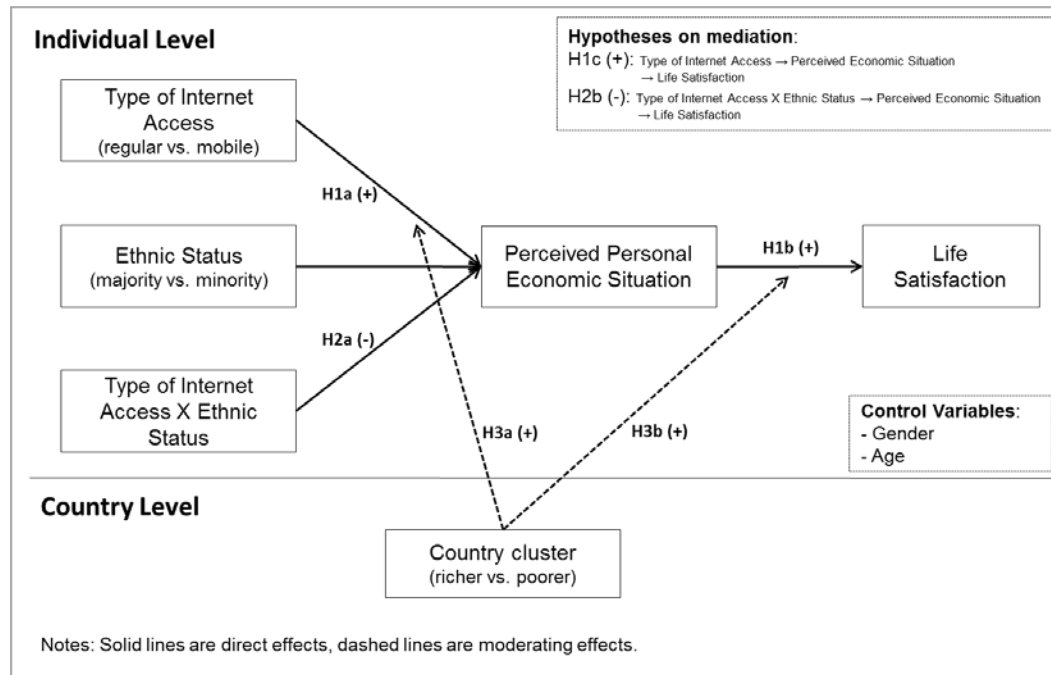 Individual Level
Hypotheses on mediation:
H1c (+): Type of Internet Access → Perceived Economic Situation
→ Life Satisfaction
H2b (-): Type of Internet Access X Ethnic Status → Perceived Economic Situation
→ Life Satisfaction
Type of Internet
Access
(regular vs. mobile)
H1a (+)
Ethnic Status
(majority vs. minority)
Perceived Personal
Economic Situation
H1b (+)
Life
Satisfaction
H2a (-)
Type of Internet
Access X Ethnic
Status
H3a (+)
H3b (+)
Control Variables:
- Gender
- Age
Country Level
Country cluster
(richer vs. poorer)
Notes: Solid lines are direct effects, dashed lines are moderating effects.